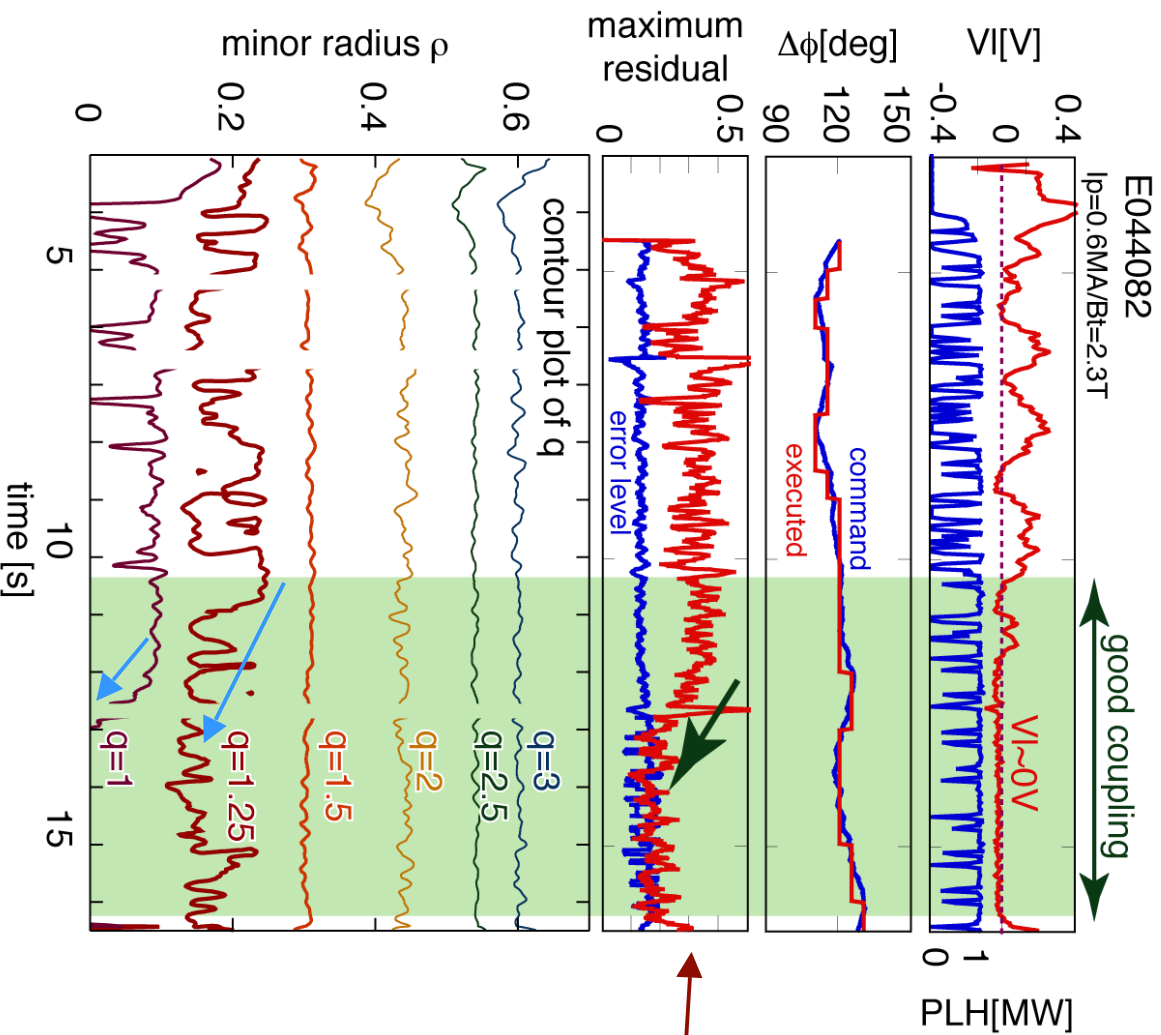 E044082
Ip=0.6MA/Bt=2.3T
good coupling
Vl[V]
0.4
0
-0.4
Vl~0V
1
0
PLH[MW]
Δϕ[deg]
150
120
90
command
executed
maximum
residual
0.5
0
error level
contour plot of q
minor radius ρ
0.6
0.4
0.2
0
q=3
q=2.5
q=2
q=1.5
q=1.25
q=1
5
10
15
time [s]